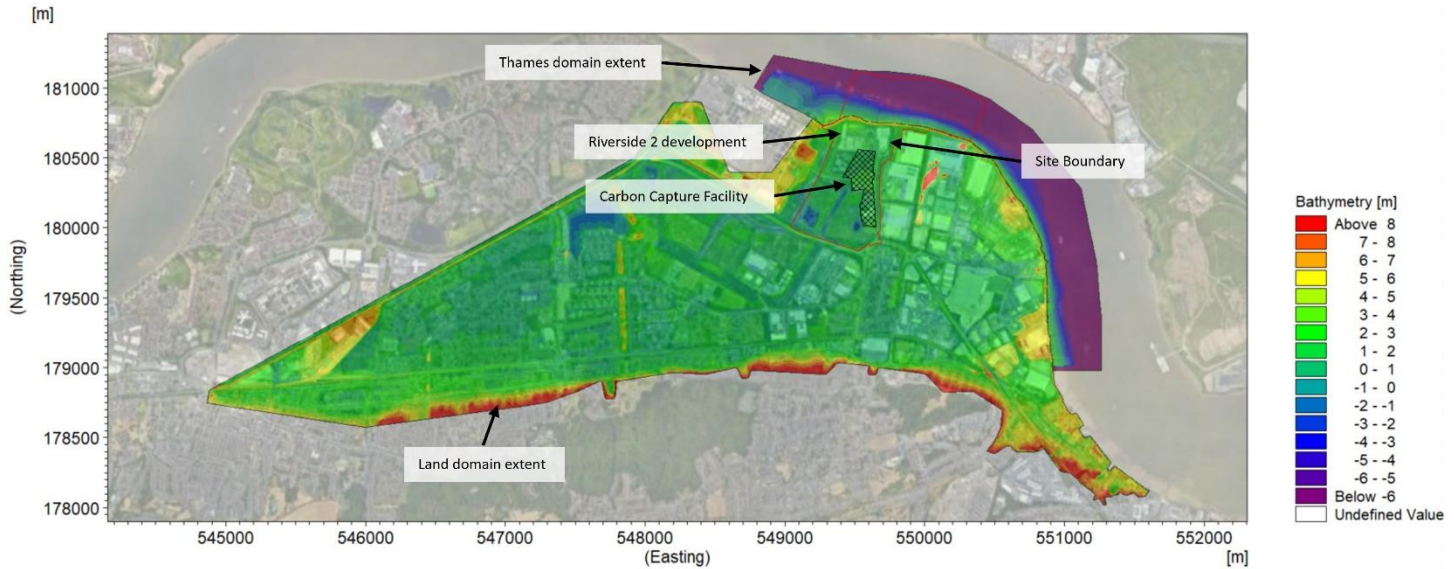 [m]
181000
180500
180000
179500
179000
178500
178000
(Northing)
Thames domain extent
Riverside 2 development
Site Boundary
Carbon Capture Facility
Land domain extent
545000 546000 547000 548000 549000 550000 551000 552000
(Easting) [m]
Bathymetry [m]
Above 8
7 - 8
6 - 7
5 - 6
4 - 5
3 - 4
2 - 3
1 - 2
0 - 1
-1 - 0
-2 - -1
-3 - -2
-4 - -3
-5 - -4
-6 - -5
Below -6
Undefined Value